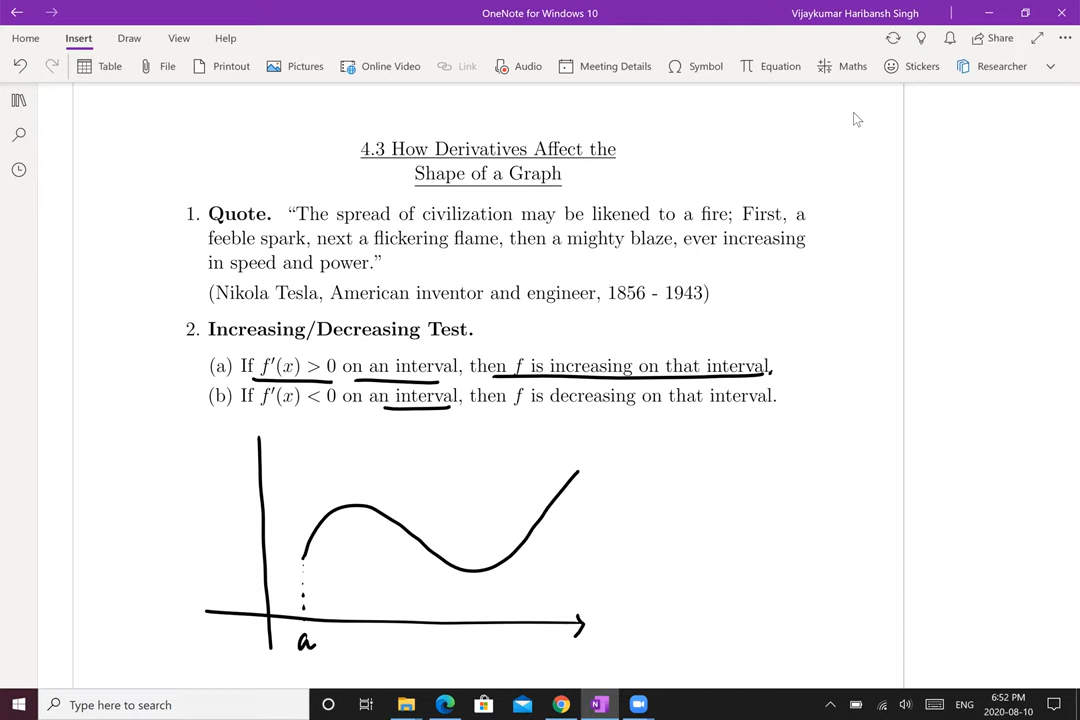 OneNote for Windows 10
Vijaykumar Haribansh Singh
Home Insert Draw View Help
Share
Table File Printout Pictures Online Video Link Audio Meeting Details Symbol Equation Maths Stickers Researcher
4.3 How Derivatives Affect the
Shape of a Graph
1. Quote. “The spread of civilization may be likened to a fire; First, a
feeble spark, next a flickering flame, then a mighty blaze, ever increasing
in speed and power.”
(Nikola Tesla, American inventor and engineer, 1856 - 1943)
2. Increasing/Decreasing Test.
(a) If f′(x) > 0 on an interval, then f is increasing on that interval.
(b) If f′(x) < 0 on an interval, then f is decreasing on that interval.
a
Type here to search
ENG
6:52 PM
2020-08-10